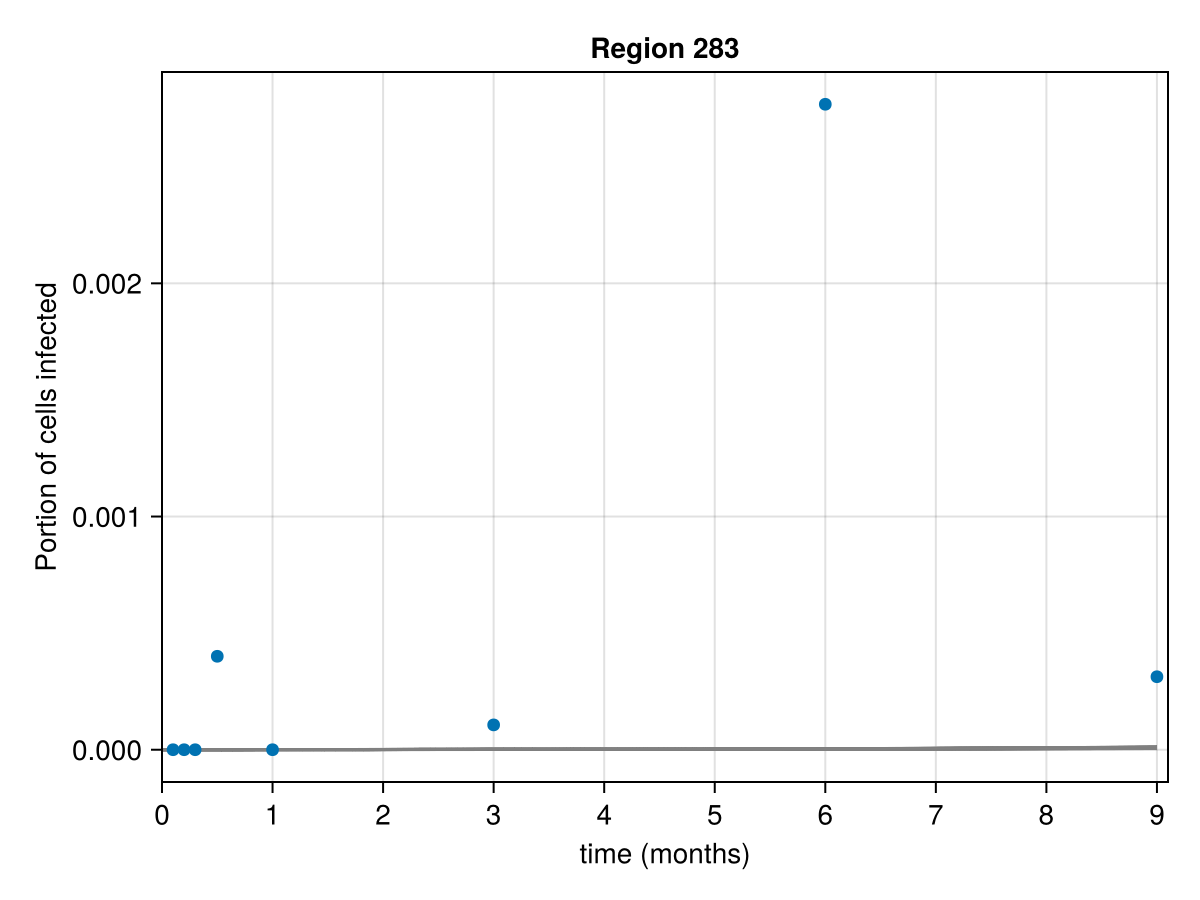 Region 283
Portion of cells infected
0.002
0.001
0.000
0 1 2 3 4 5 6 7 8 9
time (months)